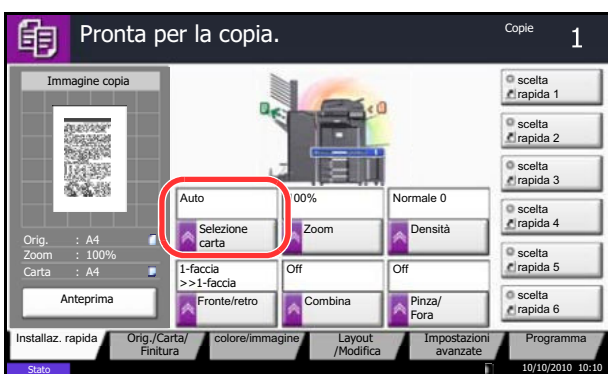 Pronta per la copia.
Copie
1
Immagine copia
Orig. : A4
Zoom : 100%
Carta : A4
Anteprima
Auto
Selezione
carta
100%
Zoom
Normale 0
Densità
1-faccia
>>1-faccia
Fronte/retro
Off
Combina
Off
Pinza/
Fora
scelta
rapida 1
scelta
rapida 2
scelta
rapida 3
scelta
rapida 4
scelta
rapida 5
scelta
rapida 6
Installaz. rapida
Orig./Carta/
Finitura
colore/immagine
Layout
/Modifica
Impostazioni
avanzate
Programma
Stato
10/10/2010 10:10